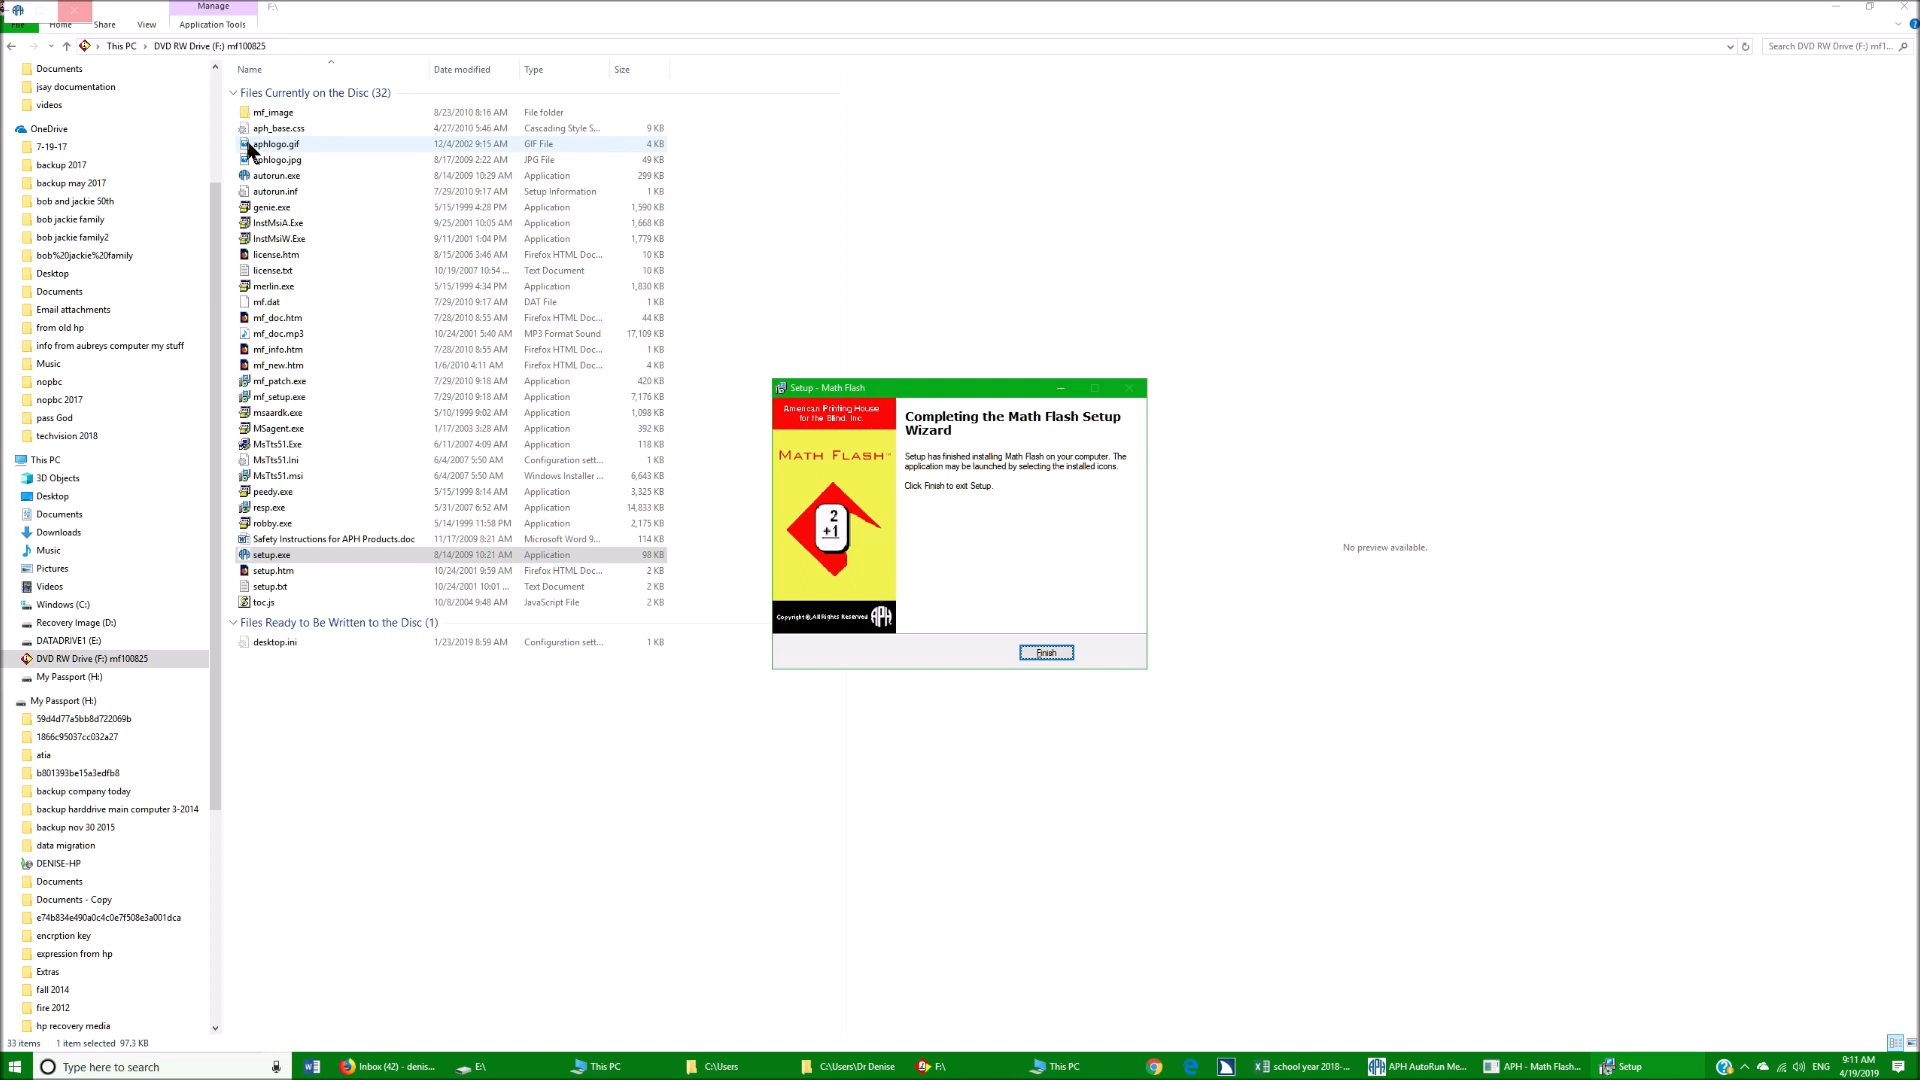 Manage
F:\
File
Home
Share
View
Application Tools
This PC
DVD RW Drive (F:) mf100825
Search DVD RW Drive (F:) mf1...
Documents
jsay documentation
videos
OneDrive
7-19-17
backup 2017
backup may 2017
bob and jackie 50th
bob jackie family
bob jackie family2
bob%20jackie%20family
Desktop
Documents
Email attachments
from old hp
info from aubreys computer my stuff
Music
nopbc
nopbc 2017
pass God
techvision 2018
This PC
3D Objects
Desktop
Documents
Downloads
Music
Pictures
Videos
Windows (C:)
Recovery Image (D:)
DATADRIVE1 (E:)
DVD RW Drive (F:) mf100825
My Passport (H:)
My Passport (H:)
59d4d77a5bb8d722069b
1866c95037cc032a27
atia
b801393be15a3edfb8
backup company today
backup harddrive main computer 3-2014
backup nov 30 2015
data migration
DENISE-HP
Documents
Documents - Copy
e74b834e490a0c4c0e7f508e3a001dca
encrption key
expression from hp
Extras
fall 2014
fire 2012
hp recovery media
Name Date modified Type Size
Files Currently on the Disc (32)
mf_image 8/23/2010 8:16 AM File folder
aph_base.css 4/27/2010 5:46 AM Cascading Style S... 9 KB
aphlogo.gif 12/4/2002 9:15 AM GIF File 4 KB
aphlogo.jpg 8/17/2009 2:22 AM JPG File 49 KB
autorun.exe 8/14/2009 10:29 AM Application 299 KB
autorun.inf 7/29/2010 9:17 AM Setup Information 1 KB
genie.exe 5/15/1999 4:28 PM Application 1,590 KB
InstMsiA.Exe 9/25/2001 10:05 AM Application 1,668 KB
InstMsiW.Exe 9/11/2001 1:04 PM Application 1,779 KB
license.htm 8/15/2006 3:46 AM Firefox HTML Doc... 10 KB
license.txt 10/19/2007 10:54 ... Text Document 10 KB
merlin.exe 5/15/1999 4:34 PM Application 1,830 KB
mf.dat 7/29/2010 9:17 AM DAT File 1 KB
mf_doc.htm 7/28/2010 8:55 AM Firefox HTML Doc... 44 KB
mf_doc.mp3 10/24/2001 5:40 AM MP3 Format Sound 17,109 KB
mf_info.htm 7/28/2010 8:55 AM Firefox HTML Doc... 1 KB
mf_new.htm 1/6/2010 4:11 AM Firefox HTML Doc... 4 KB
mf_patch.exe 7/29/2010 9:18 AM Application 420 KB
mf_setup.exe 7/29/2010 9:18 AM Application 7,176 KB
msaardk.exe 5/10/1999 9:02 AM Application 1,098 KB
MSagent.exe 1/17/2003 3:28 PM Application 392 KB
MsTts51.Exe 6/11/2007 4:09 AM Application 118 KB
MsTts51.Ini 6/4/2007 5:50 AM Configuration sett... 1 KB
MsTts51.msi 6/4/2007 5:50 AM Windows Installer ... 6,643 KB
peedy.exe 5/15/1999 8:14 AM Application 3,325 KB
resp.exe 5/31/2007 6:52 AM Application 14,833 KB
robby.exe 5/14/1999 11:58 PM Application 2,175 KB
Safety Instructions for APH Products.doc 11/17/2009 8:21 AM Microsoft Word 9... 114 KB
setup.exe 8/14/2009 10:21 AM Application 98 KB
setup.htm 10/24/2001 9:59 AM Firefox HTML Doc... 2 KB
setup.txt 10/24/2001 10:01 ... Text Document 2 KB
toc.js 10/8/2004 9:48 AM JavaScript File 2 KB
Files Ready to Be Written to the Disc (1)
desktop.ini 1/23/2019 8:59 AM Configuration sett... 1 KB
Setup - Math Flash
American Printing House
for the Blind, Inc.
MATH FLASH™
2
+1
Copyright ©, All Rights Reserved APH
Completing the Math Flash Setup
Wizard
Setup has finished installing Math Flash on your computer. The
application may be launched by selecting the installed icons.
Click Finish to exit Setup.
Finish
No preview available.
33 items 1 item selected 97.3 KB
Type here to search
Inbox (42) - denis...
E:\
This PC
C:\Users
C:\Users\Dr Denise
F:\
This PC
school year 2018-...
APH AutoRun Me...
APH - Math Flash...
Setup
ENG
9:11 AM
4/19/2019